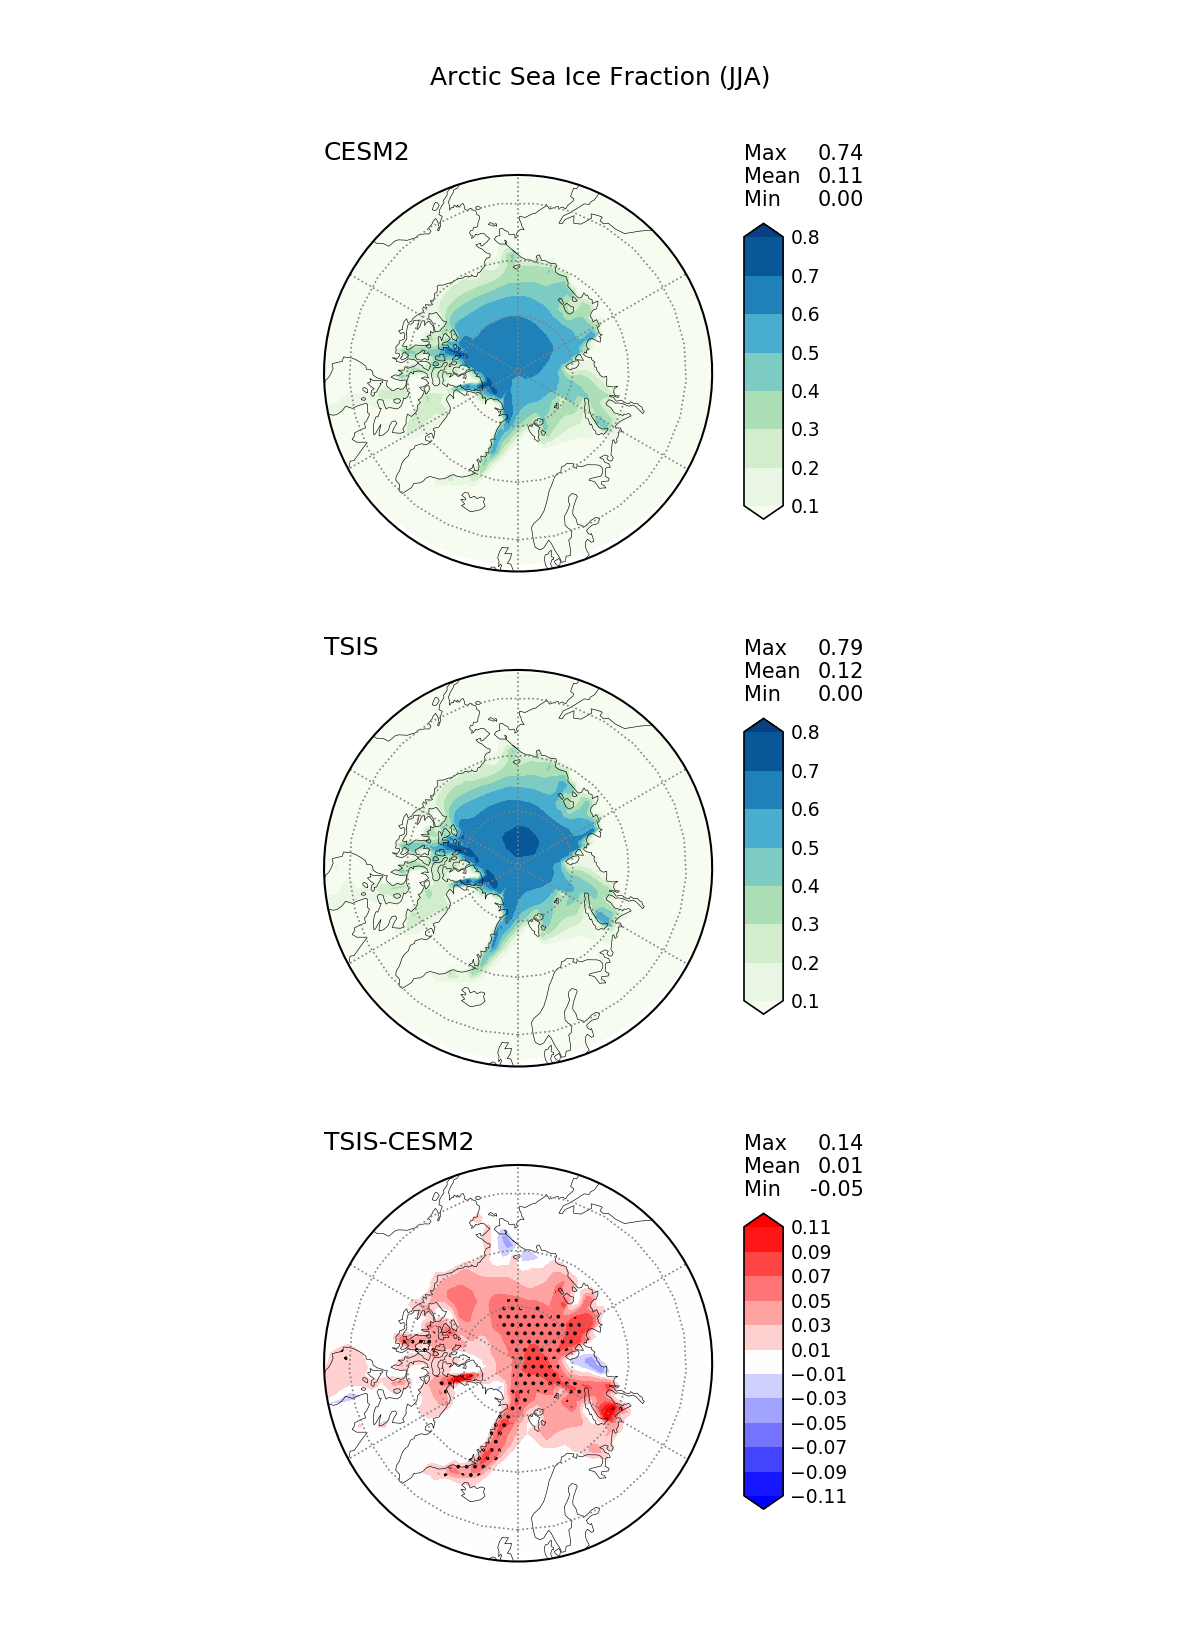 Arctic Sea Ice Fraction (JJA)
CESM2
Max 0.74
Mean 0.11
Min 0.00
0.8
0.7
0.6
0.5
0.4
0.3
0.2
0.1
TSIS
Max 0.79
Mean 0.12
Min 0.00
0.8
0.7
0.6
0.5
0.4
0.3
0.2
0.1
TSIS-CESM2
Max 0.14
Mean 0.01
Min -0.05
0.11
0.09
0.07
0.05
0.03
0.01
−0.01
−0.03
−0.05
−0.07
−0.09
−0.11